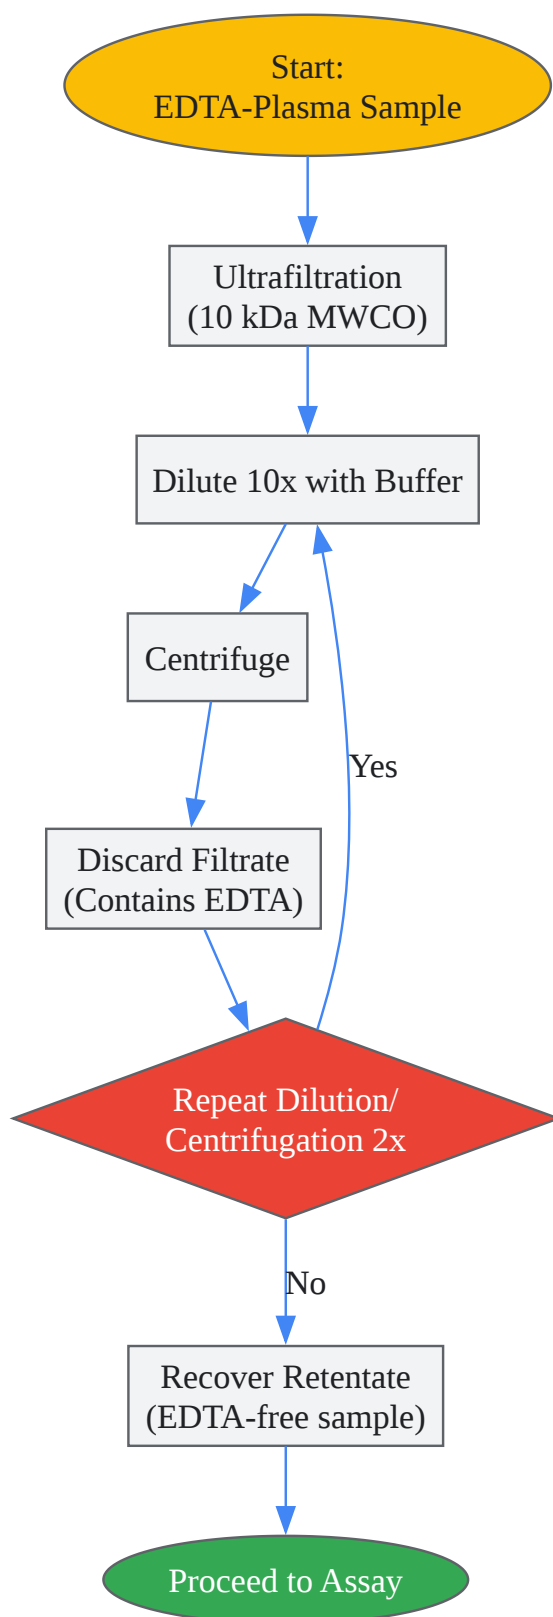 Start:
EDTA-Plasma Sample
Ultrafiltration
(10 kDa MWCO)
Dilute 10x with Buffer
Centrifuge
Yes
Discard Filtrate
(Contains EDTA)
Repeat Dilution/
Centrifugation 2x
No
Recover Retentate
(EDTA-free sample)
Proceed to Assay